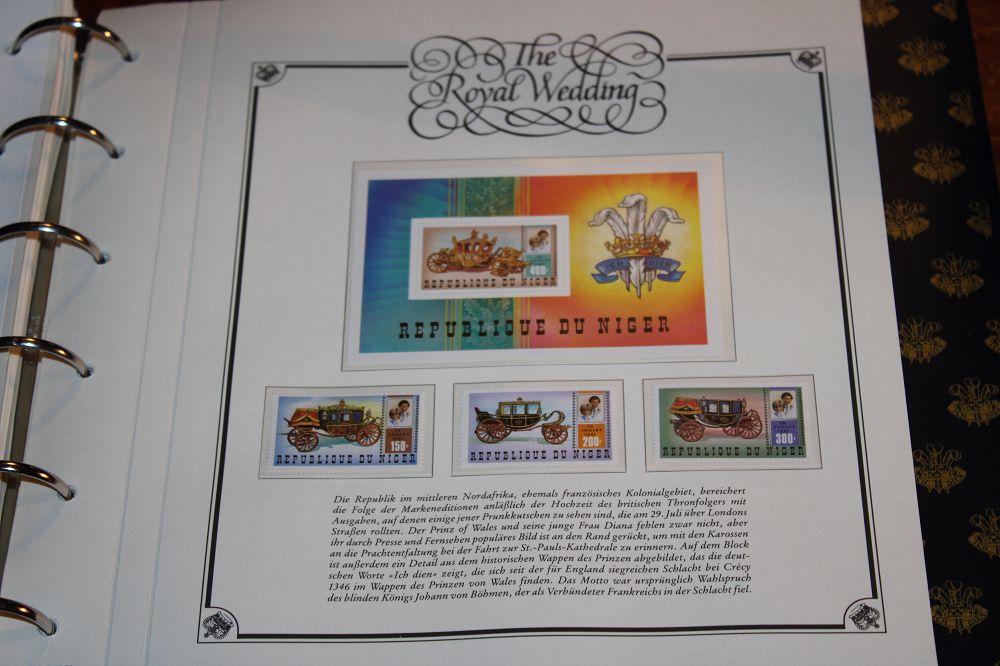 The
Royal Wedding
400F
REPUBLIQUE DU NIGER
ICH DIEN
REPUBLIQUE DU NIGER
150F
REPUBLIQUE DU NIGER
200F
REPUBLIQUE DU NIGER
29
JUILLET
1981
300F
REPUBLIQUE DU NIGER
Die Republik im mittleren Nordafrika, ehemals französisches Kolonialgebiet, bereichert
die Folge der Markeneditionen anläßlich der Hochzeit des britischen Thronfolgers mit
Ausgaben, auf denen einige jener Prunkkutschen zu sehen sind, die am 29. Juli über Londons
Straßen rollten. Der Prinz of Wales und seine junge Frau Diana fehlen zwar nicht, aber
ihr durch Presse und Fernsehen populäres Bild ist an den Rand gerückt, um mit den Karossen
an die Prachtentfaltung bei der Fahrt zur St.-Pauls-Kathedrale zu erinnern. Auf dem Block
ist außerdem ein Detail aus dem historischen Wappen des Prinzen abgebildet, das die deut-
schen Worte »Ich dien« zeigt, die sich seit der für England siegreichen Schlacht bei Crécy
1346 im Wappen des Prinzen von Wales finden. Das Motto war ursprünglich Wahlspruch
des blinden Königs Johann von Böhmen, der als Verbündeter Frankreichs in der Schlacht fiel.